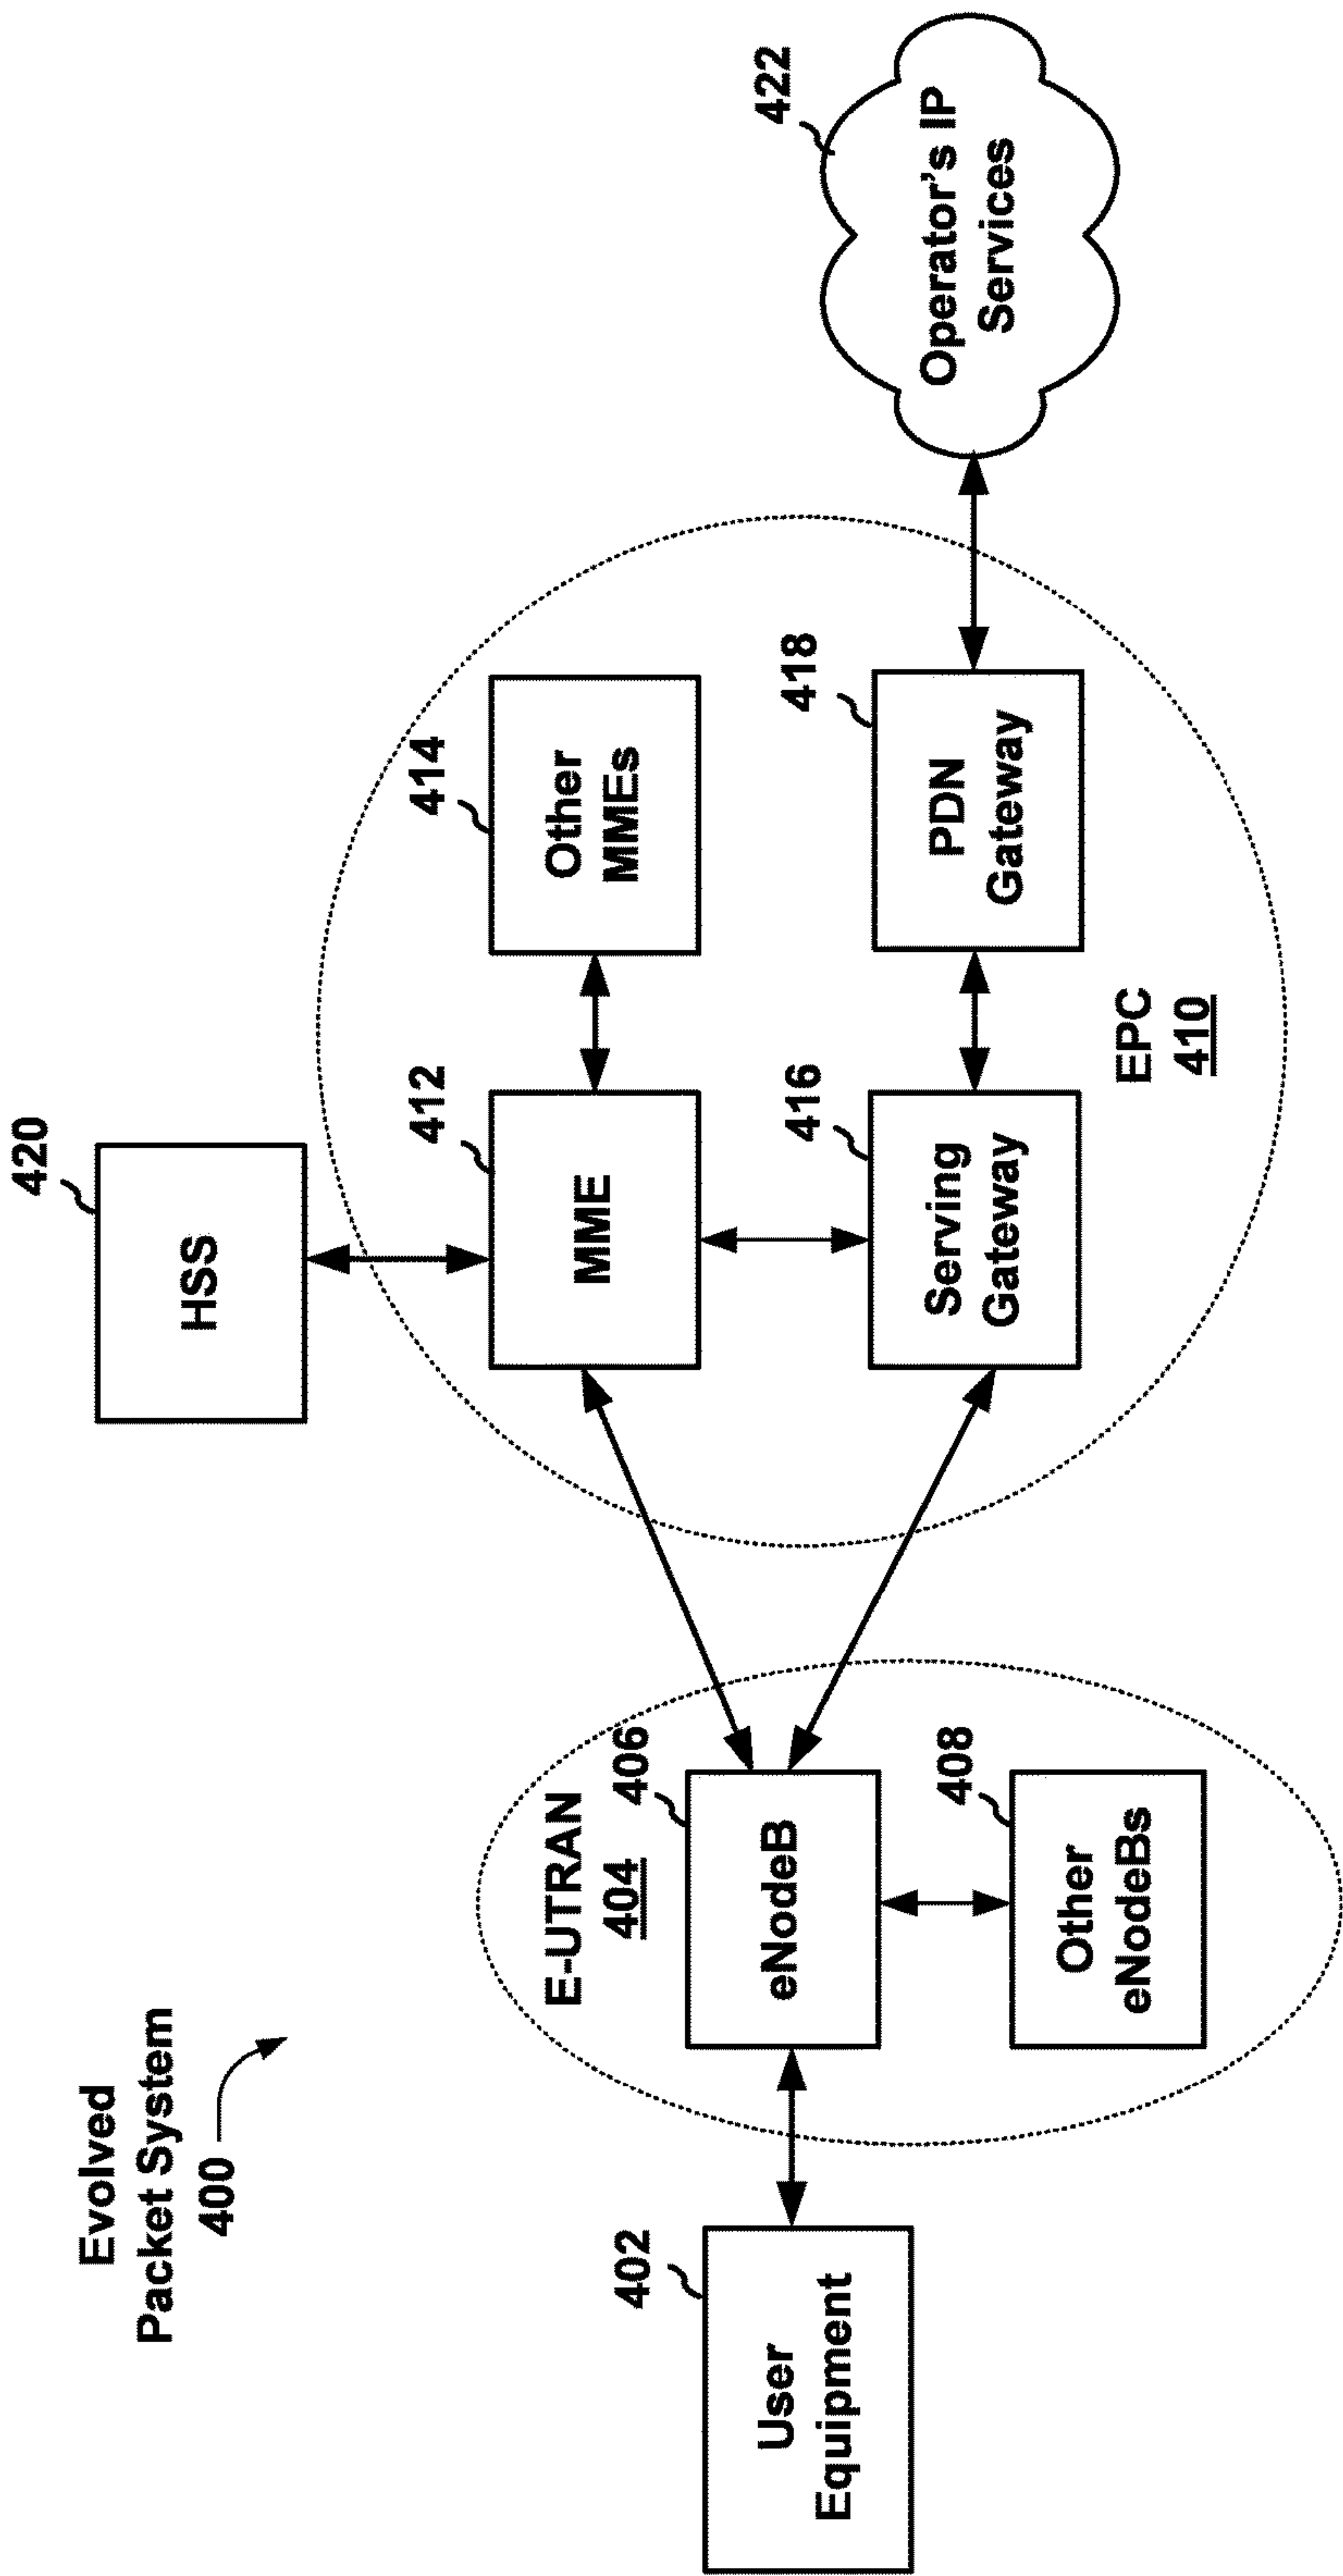 Evolved
Packet System
400
420
HSS
402
User
Equipment
E-UTRAN
404
406
eNodeB
408
Other
eNodeBs
412
MME
414
Other
MMEs
416
Serving
Gateway
418
PDN
Gateway
EPC
410
422
Operator's IP
Services